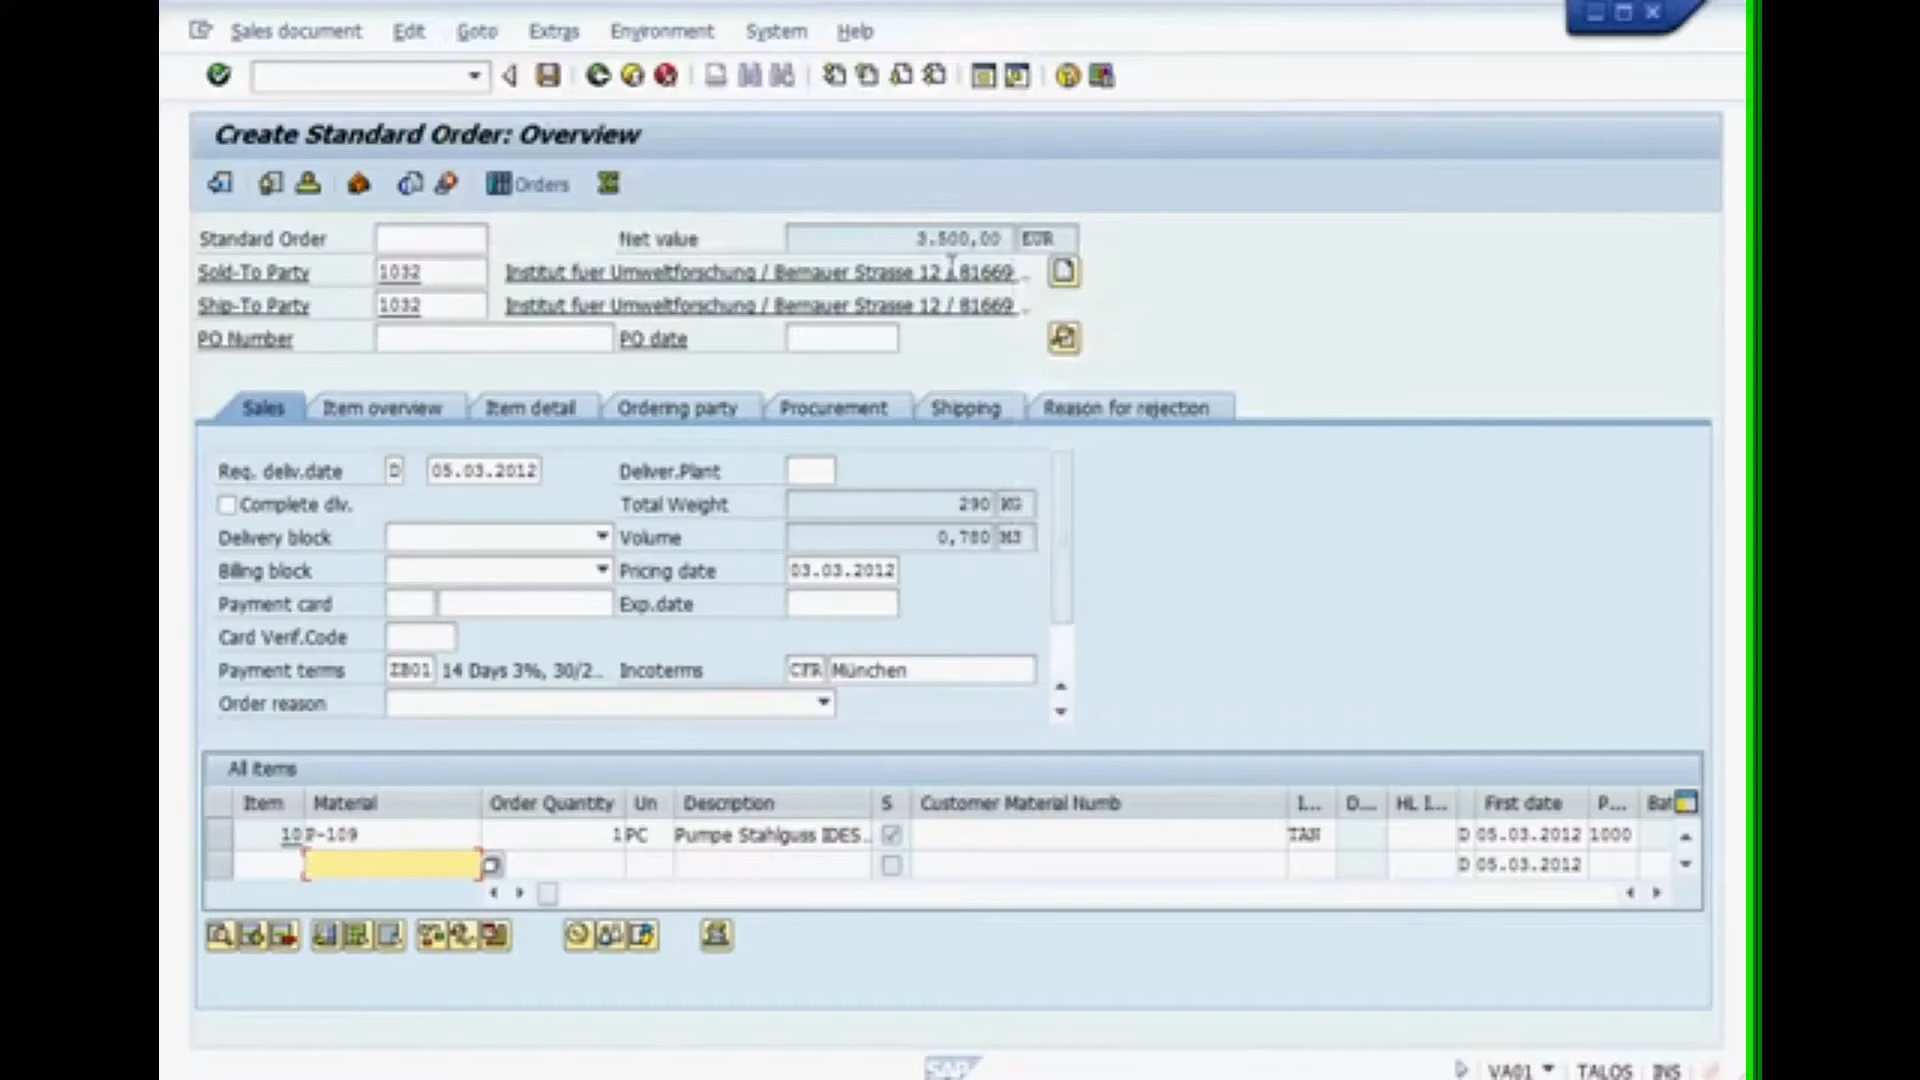 Sales document Edit Goto Extras Environment System Help
Create Standard Order: Overview
Orders
Standard Order Net value 3.500,00 EUR
Sold-To Party 1032 Institut fuer Umweltforschung / Bernauer Strasse 12 / 81669 ..
Ship-To Party 1032 Institut fuer Umweltforschung / Bernauer Strasse 12 / 81669 ..
PO Number PO date
Sales Item overview Item detail Ordering party Procurement Shipping Reason for rejection
Req. deliv.date D 05.03.2012 Deliver.Plant
Complete dlv. Total Weight 290 KG
Delivery block Volume 0,780 M3
Billing block Pricing date 03.03.2012
Payment card Exp.date
Card Verif.Code
Payment terms ZB01 14 Days 3%, 30/2... Incoterms CFR München
Order reason
All items
Item Material Order Quantity Un Description S Customer Material Numb I... D... HL I... First date P... Bat
10 P-109 1 PC Pumpe Stahlguss IDES... TAN D 05.03.2012 1000
D 05.03.2012
SAP VA01 TALOS INS